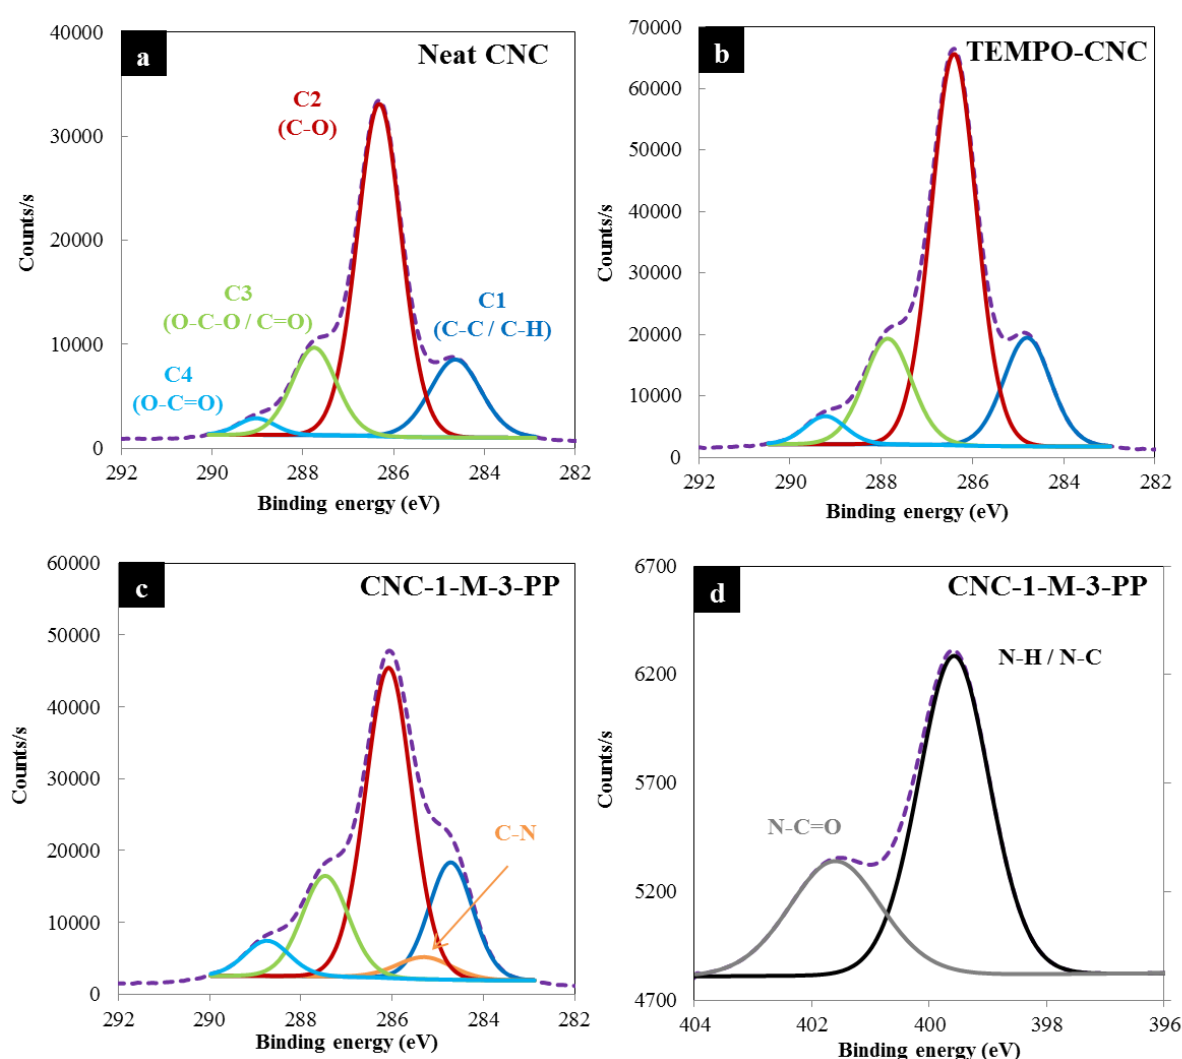 a
Neat CNC
C2
(C-O)
C3
(O-C-O / C=O)
C1
(C-C / C-H)
C4
(O-C=O)
40000
30000
20000
10000
0
Counts/s
292
290
288
286
284
282
Binding energy (eV)
b
TEMPO-CNC
70000
60000
50000
40000
30000
20000
10000
0
Counts/s
292
290
288
286
284
282
Binding energy (eV)
c
CNC-1-M-3-PP
C-N
60000
50000
40000
30000
20000
10000
0
Counts/s
292
290
288
286
284
282
Binding energy (eV)
d
CNC-1-M-3-PP
N-H / N-C
N-C=O
6700
6200
5700
5200
4700
Counts/s
404
402
400
398
396
Binding energy (eV)